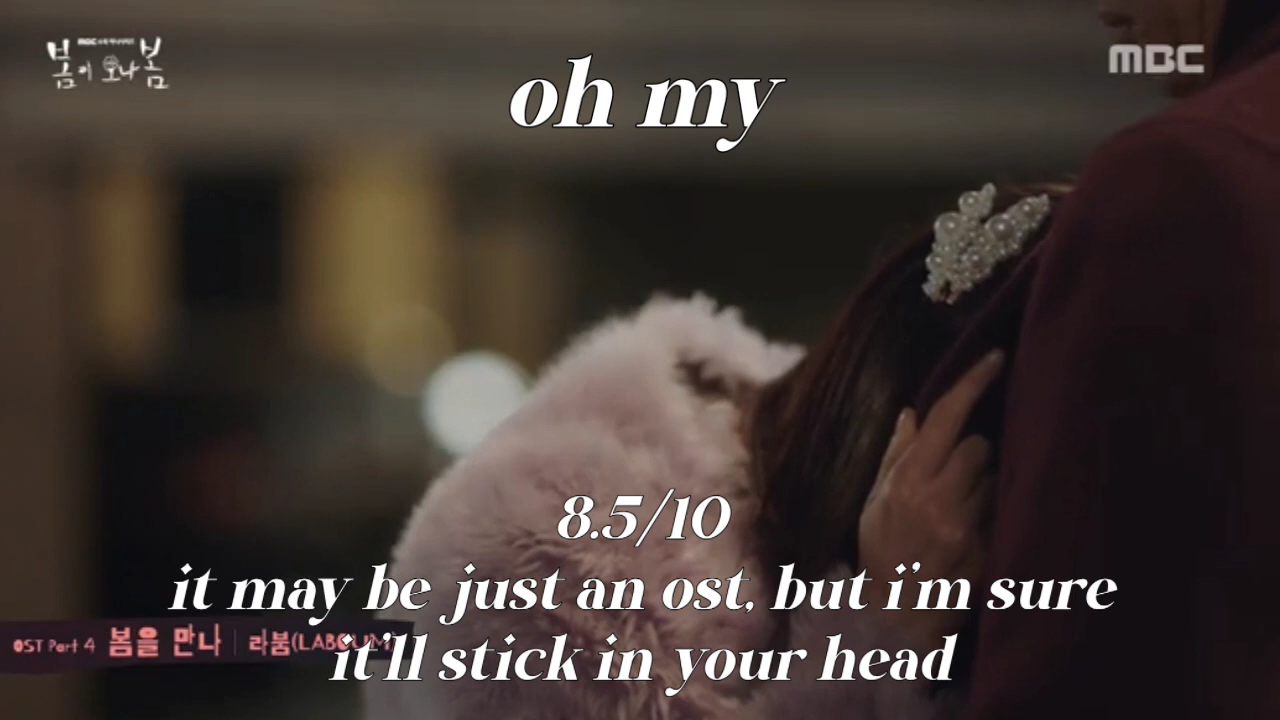 봄이 오나 봄
MBC
oh my
8.5/10
it may be just an ost, but i'm sure
it'll stick in your head
OST Part 4 봄을 만나 | 라붐(LABOUM)